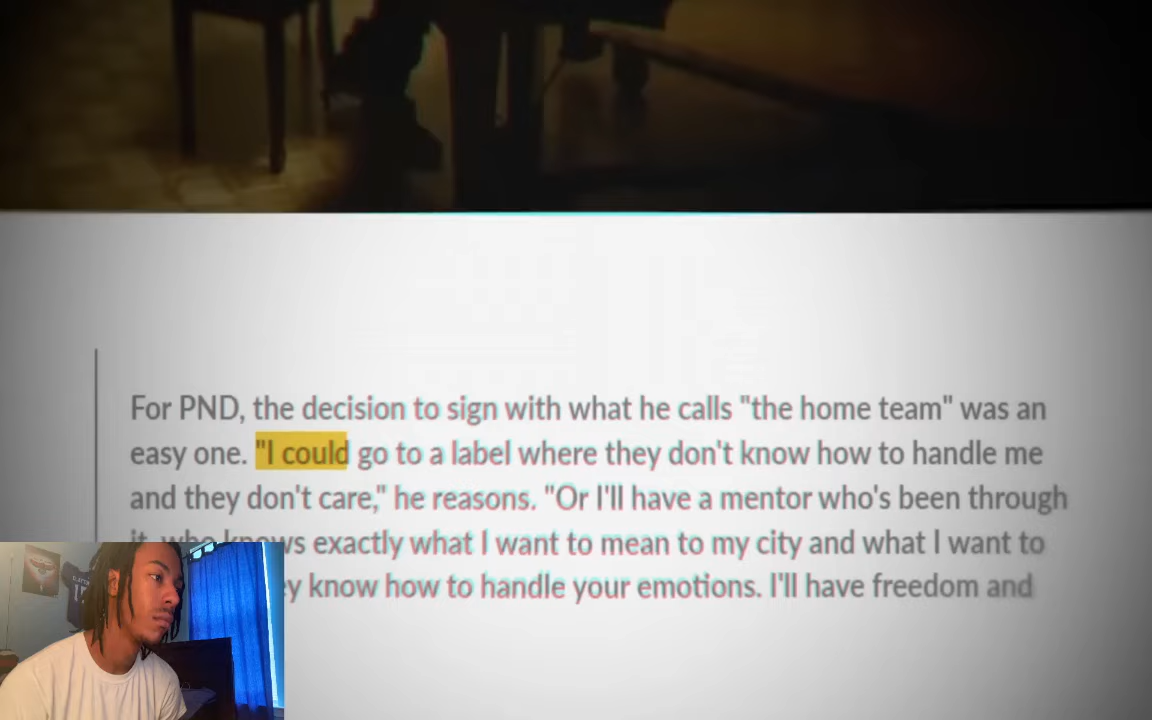 For PND, the decision to sign with what he calls "the home team" was an
easy one. "I could go to a label where they don't know how to handle me
and they don't care," he reasons. "Or I'll have a mentor who's been through
it, who knows exactly what I want to mean to my city and what I want to
know how to handle your emotions. I'll have freedom and